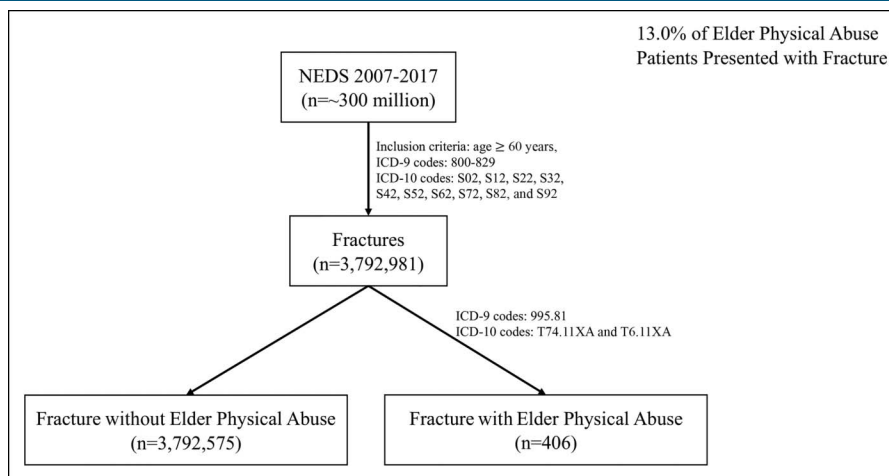 13.0% of Elder Physical Abuse
Patients Presented with Fracture
NEDS 2007-2017
(n=~300 million)
Inclusion criteria: age ≥ 60 years,
ICD-9 codes: 800-829
ICD-10 codes: S02, S12, S22, S32,
S42, S52, S62, S72, S82, and S92
Fractures
(n=3,792,981)
ICD-9 codes: 995.81
ICD-10 codes: T74.11XA and T6.11XA
Fracture without Elder Physical Abuse
(n=3,792,575)
Fracture with Elder Physical Abuse
(n=406)